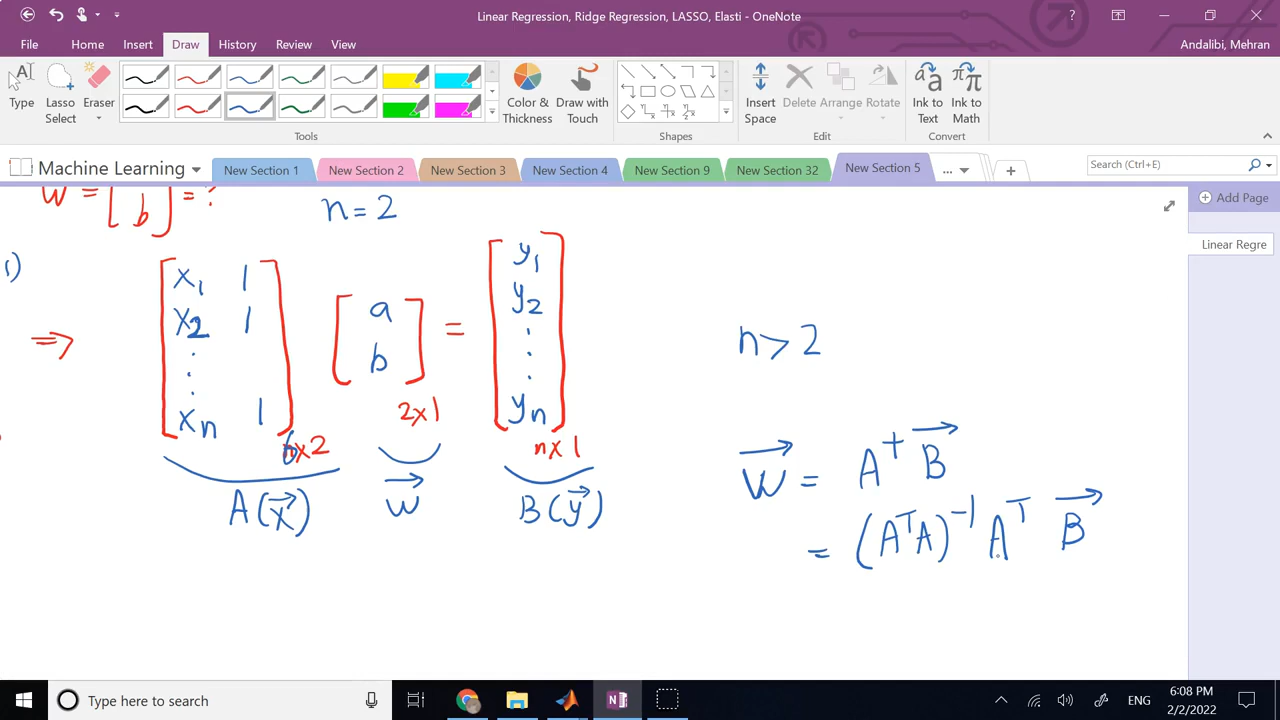 Linear Regression, Ridge Regression, LASSO, Elasti - OneNote
Andalibi, Mehran
File Home Insert Draw History Review View
Type Lasso Select Eraser Color & Thickness Draw with Touch Insert Space Delete Arrange Rotate Ink to Text Ink to Math
Tools Shapes Edit Convert
Machine Learning New Section 1 New Section 2 New Section 3 New Section 4 New Section 9 New Section 32 New Section 5 ... Search (Ctrl+E)
Add Page
Linear Regre
w = [ b ] = ?
n = 2
1)
⇒ [ x₁ 1
x₂ 1
⋮
xₙ 1 ] [ a
b ] = [ y₁
y₂
⋮
yₙ ]
2x1
nx1
A(x⃗) w⃗ B(y⃗)
n > 2
w⃗ = A⁺ B⃗
= (AᵀA)⁻¹ Aᵀ B⃗
Type here to search
ENG
6:08 PM
2/2/2022